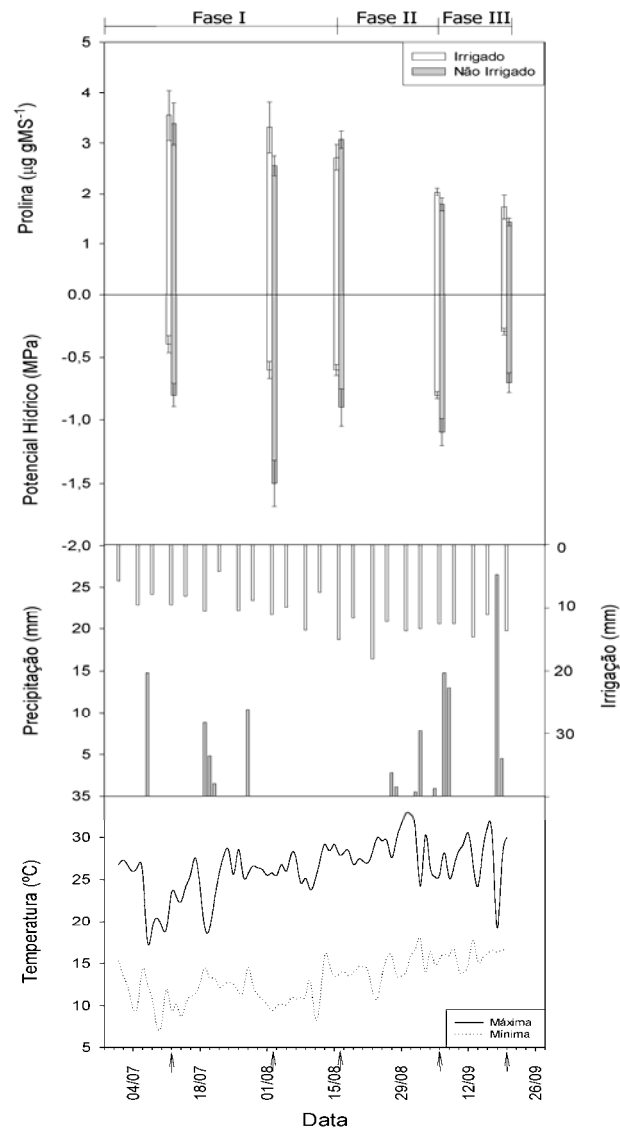 Fase I
Fase II
Fase III
5
4
3
2
1
0.0
-0.5
-1.0
-1.5
-2.0
Prolina (µg gMS⁻¹)
Potencial Hídrico (MPa)
Irrigado
Não Irrigado
25
20
15
10
5
35
Precipitação (mm)
0
10
20
30
Irrigação (mm)
30
25
20
15
10
5
Temperatura (ºC)
Máxima
Mínima
04/07
18/07
01/08
15/08
29/08
12/09
26/09
Data